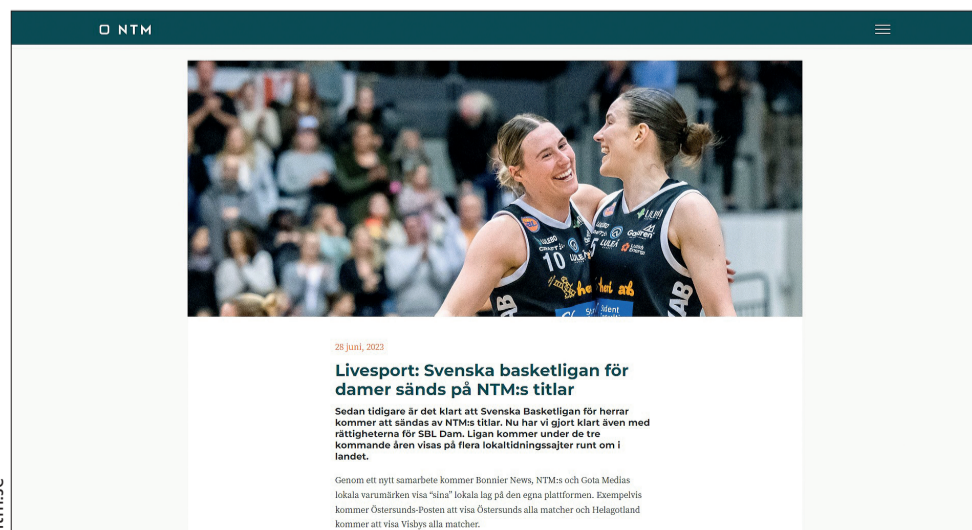 NTM
LULEÅ
10
28 juni, 2023
Livesport: Svenska basketligan för
damer sänds på NTM:s titlar
Sedan tidigare är det klart att Svenska Basketligan för herrar
kommer att sändas av NTM:s titlar. Nu har vi gjort klart även med
rättigheterna för SBL Dam. Ligan kommer under de tre
kommande åren visas på flera lokaltidningssajter runt om i
landet.
Genom ett nytt samarbete kommer Bonnier News, NTM:s och Gota Medias
lokala varumärken visa "sina" lokala lag på den egna plattformen. Exempelvis
kommer Östersunds-Posten att visa Östersunds alla matcher och Helagotland
kommer att visa Visbys alla matcher.